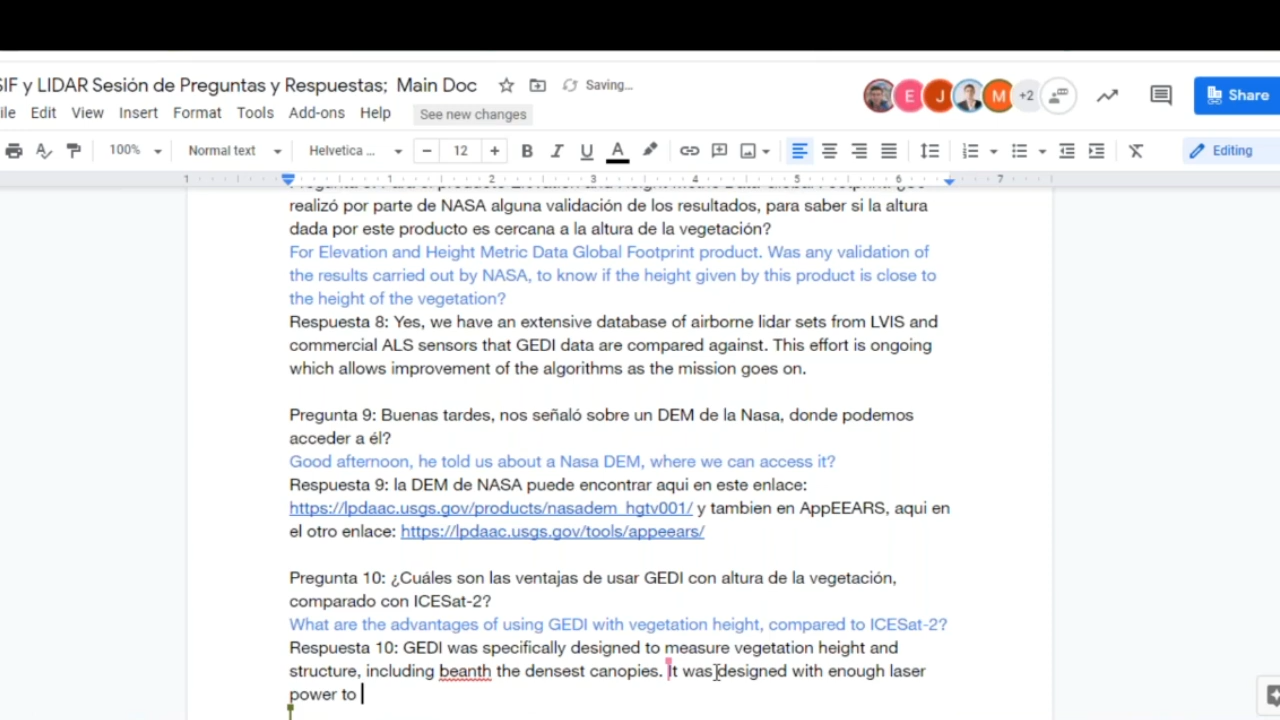 SIF y LIDAR Sesión de Preguntas y Respuestas; Main Doc Saving...
E J M +2 Share
ile Edit View Insert Format Tools Add-ons Help See new changes
100% Normal text Helvetica ... 12 Editing
1 1 2 3 4 5 6 7
realizó por parte de NASA alguna validación de los resultados, para saber si la altura
dada por este producto es cercana a la altura de la vegetación?
For Elevation and Height Metric Data Global Footprint product. Was any validation of
the results carried out by NASA, to know if the height given by this product is close to
the height of the vegetation?
Respuesta 8: Yes, we have an extensive database of airborne lidar sets from LVIS and
commercial ALS sensors that GEDI data are compared against. This effort is ongoing
which allows improvement of the algorithms as the mission goes on.
Pregunta 9: Buenas tardes, nos señaló sobre un DEM de la Nasa, donde podemos
acceder a él?
Good afternoon, he told us about a Nasa DEM, where we can access it?
Respuesta 9: la DEM de NASA puede encontrar aqui en este enlace:
https://lpdaac.usgs.gov/products/nasadem_hgtv001/ y tambien en AppEEARS, aqui en
el otro enlace: https://lpdaac.usgs.gov/tools/appeears/
Pregunta 10: ¿Cuáles son las ventajas de usar GEDI con altura de la vegetación,
comparado con ICESat-2?
What are the advantages of using GEDI with vegetation height, compared to ICESat-2?
Respuesta 10: GEDI was specifically designed to measure vegetation height and
structure, including beanth the densest canopies. It was designed with enough laser
power to